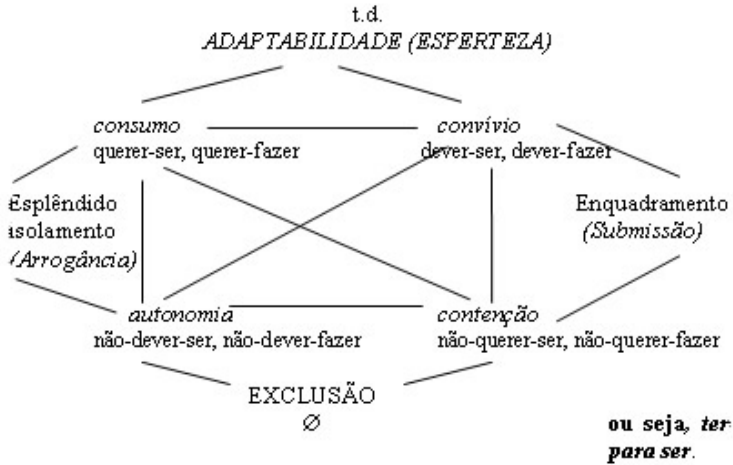 t.d.
ADAPTABILIDADE (ESPERTEZA)
consumo
querer-ser, querer-fazer
convívio
dever-ser, dever-fazer
Esplêndido
isolamento
(Arrogância)
Enquadramento
(Submissão)
autonomia
não-dever-ser, não-dever-fazer
contenção
não-querer-ser, não-querer-fazer
EXCLUSÃO
Ø
ou seja, ter
para ser.